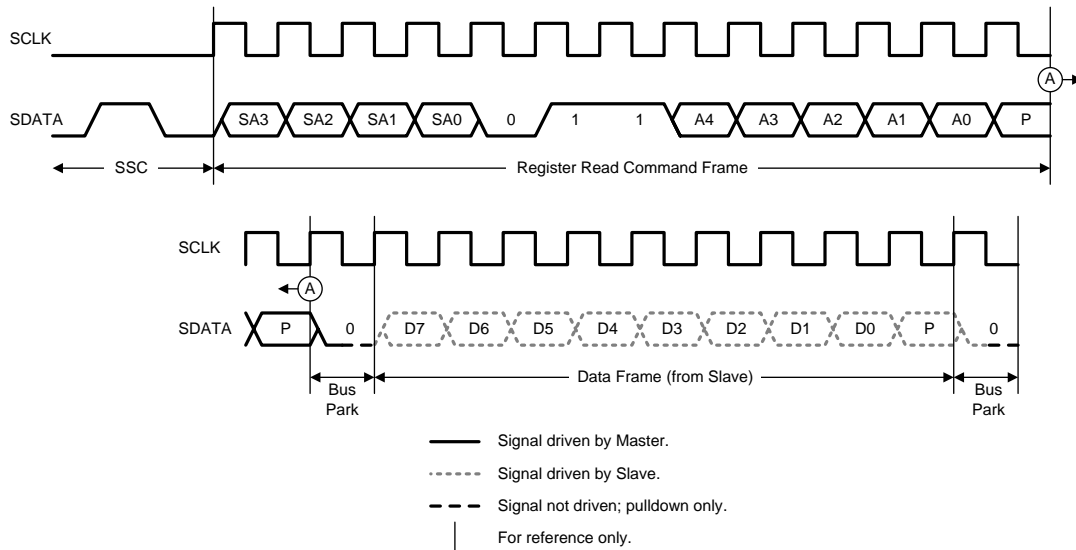 SCLK
A
SDATA SA3 SA2 SA1 SA0 0 1 1 A4 A3 A2 A1 A0 P
SSC Register Read Command Frame
SCLK
A
SDATA P 0 D7 D6 D5 D4 D3 D2 D1 D0 P 0
Bus Park Data Frame (from Slave) Bus Park
Signal driven by Master.
Signal driven by Slave.
Signal not driven; pulldown only.
For reference only.